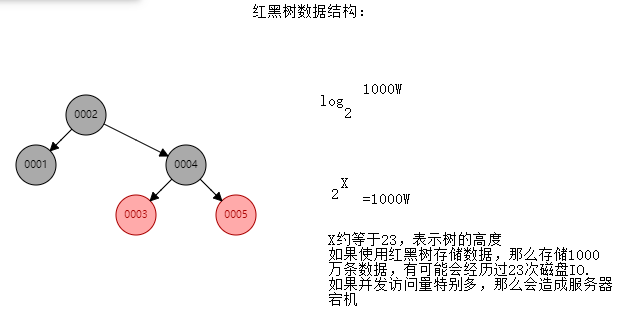 红黑树数据结构：
0002
0001
0004
0003
0005
1000W
log
2
X
2
=1000W
X约等于23，表示树的高度
如果使用红黑树存储数据，那么存储1000
万条数据，有可能会经历过23次磁盘IO.
如果并发访问量特别多，那么会造成服务器
宕机